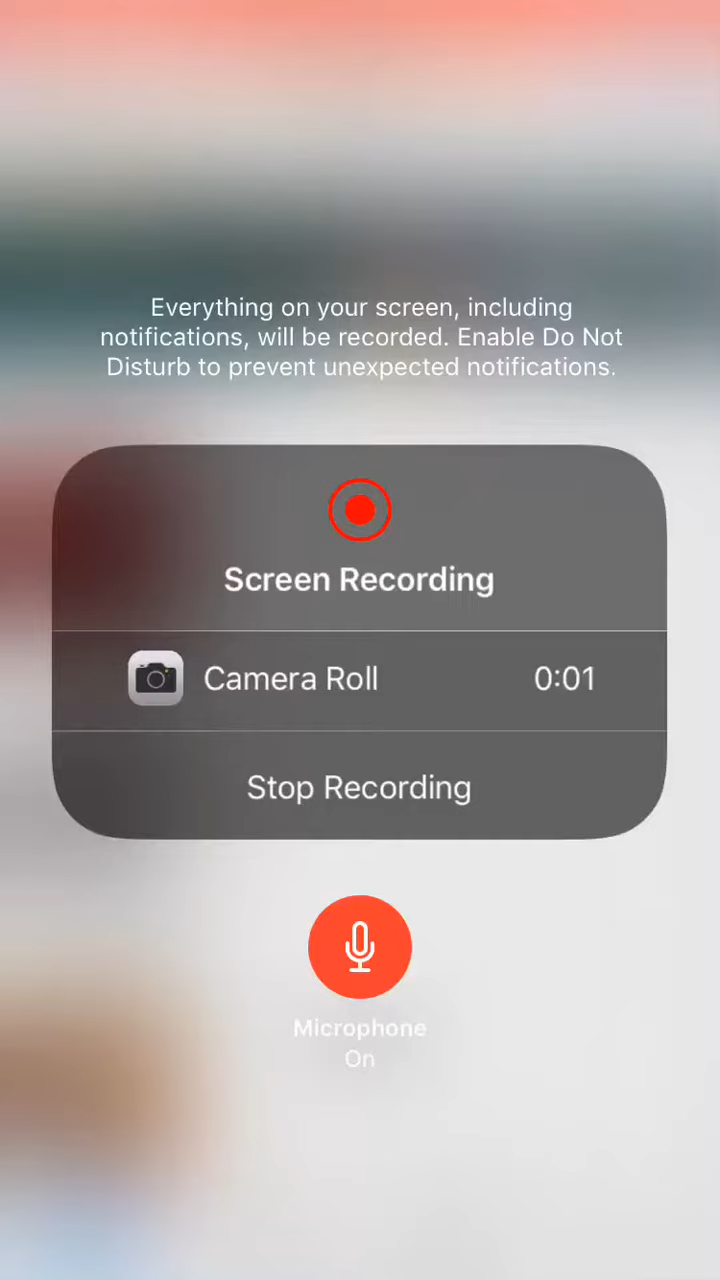 Everything on your screen, including
notifications, will be recorded. Enable Do Not
Disturb to prevent unexpected notifications.
Screen Recording
Camera Roll 0:01
Stop Recording
Microphone
On